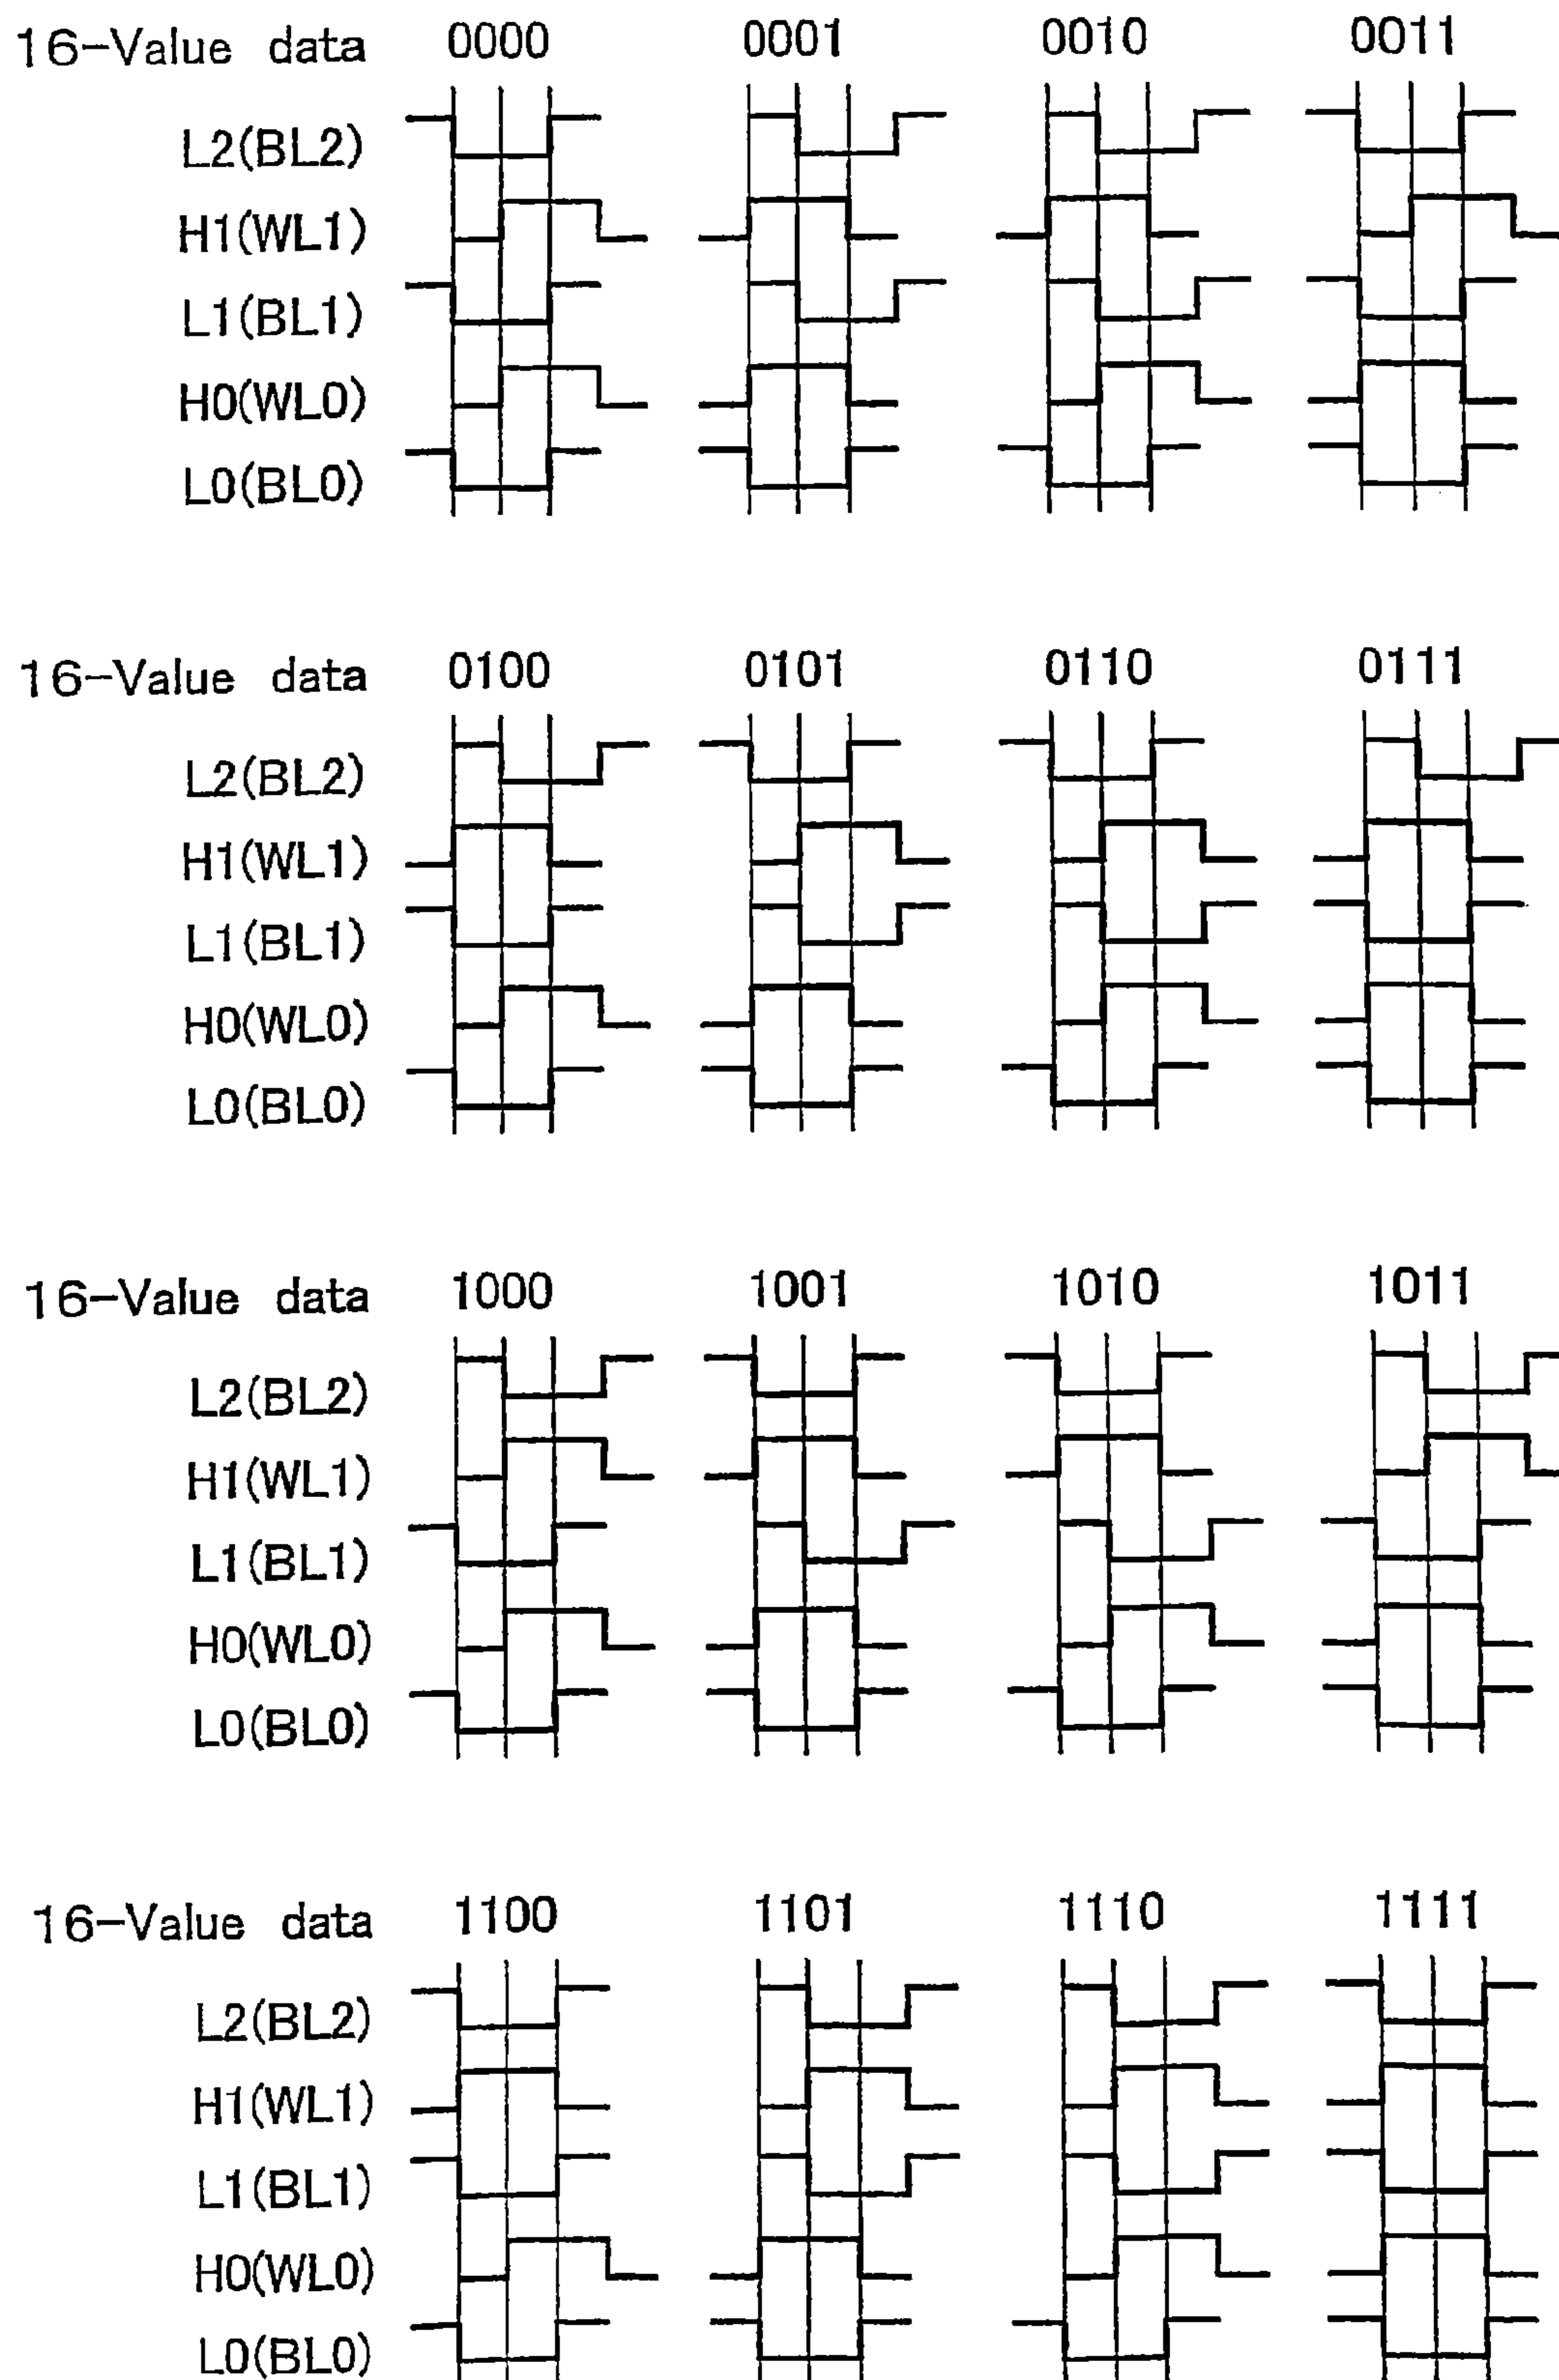 16-Value data 0000 0001 0010 0011
L2(BL2)
H1(WL1)
L1(BL1)
H0(WL0)
L0(BL0)
16-Value data 0100 0101 0110 0111
L2(BL2)
H1(WL1)
L1(BL1)
H0(WL0)
L0(BL0)
16-Value data 1000 1001 1010 1011
L2(BL2)
H1(WL1)
L1(BL1)
H0(WL0)
L0(BL0)
16-Value data 1100 1101 1110 1111
L2(BL2)
H1(WL1)
L1(BL1)
H0(WL0)
L0(BL0)